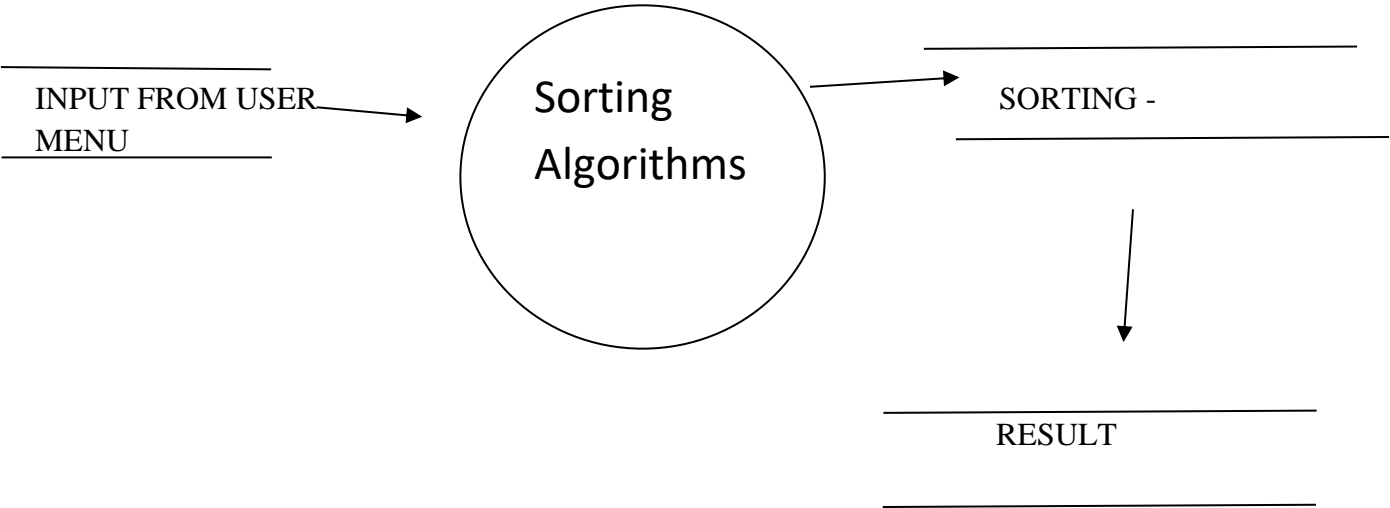 INPUT FROM USER
MENU
Sorting
Algorithms
SORTING -
RESULT